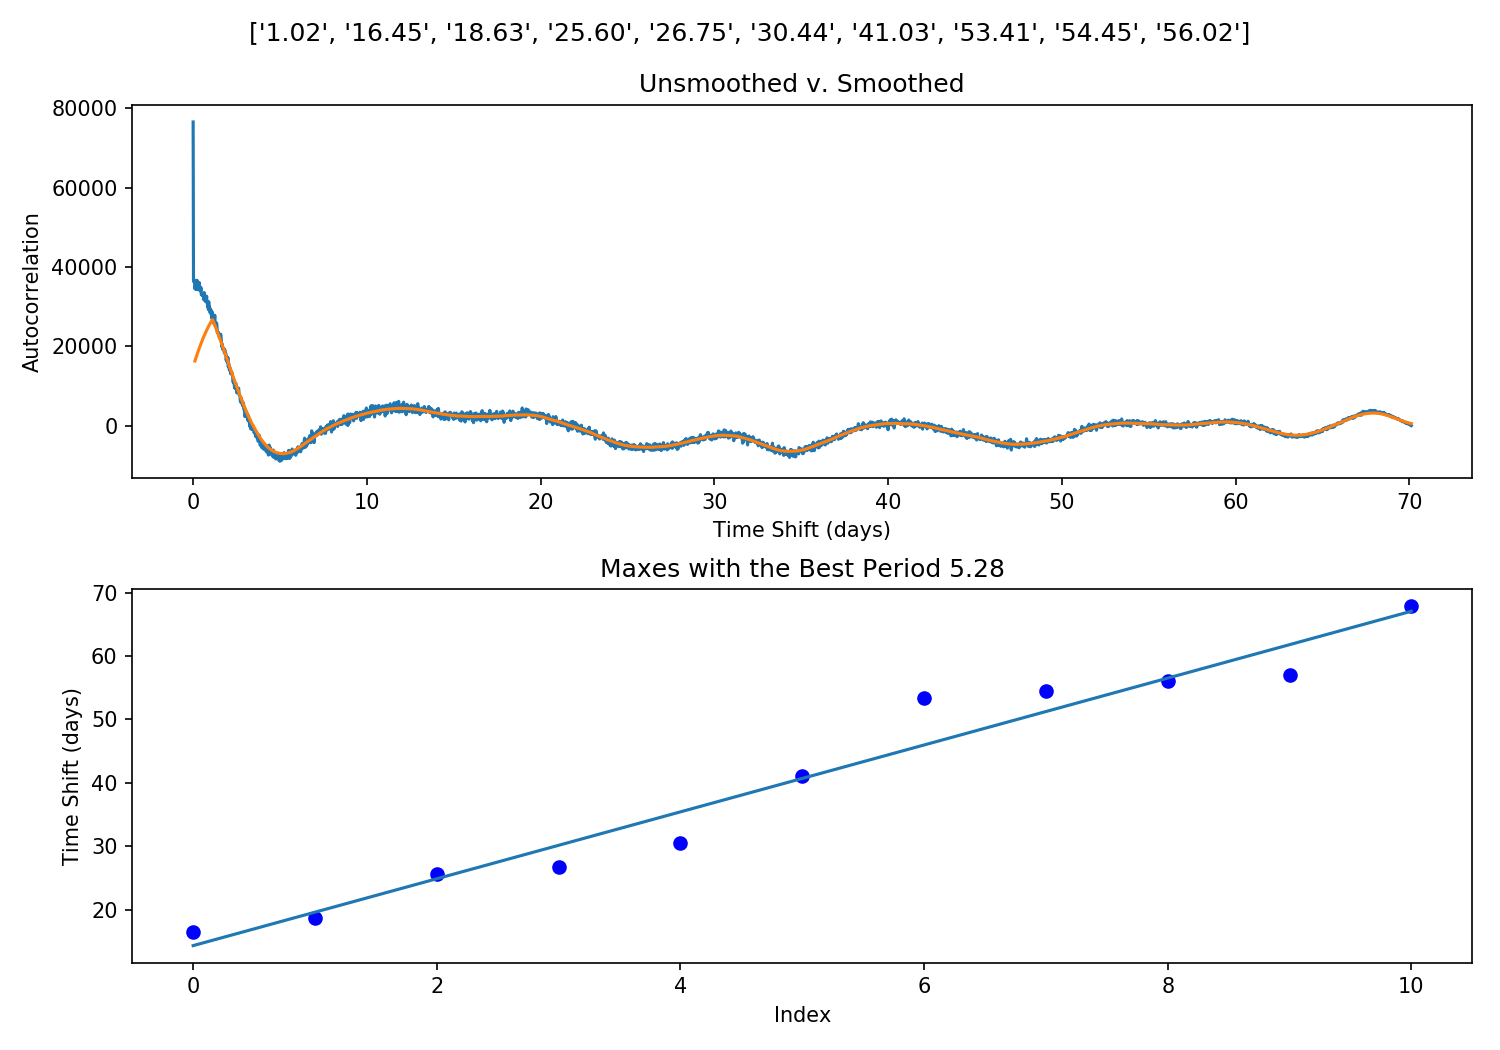 ['1.02', '16.45', '18.63', '25.60', '26.75', '30.44', '41.03', '53.41', '54.45', '56.02']
Unsmoothed v. Smoothed
80000
60000
40000
20000
0
Autocorrelation
0 10 20 30 40 50 60 70
Time Shift (days)
Maxes with the Best Period 5.28
70
60
50
40
30
20
Time Shift (days)
0 2 4 6 8 10
Index